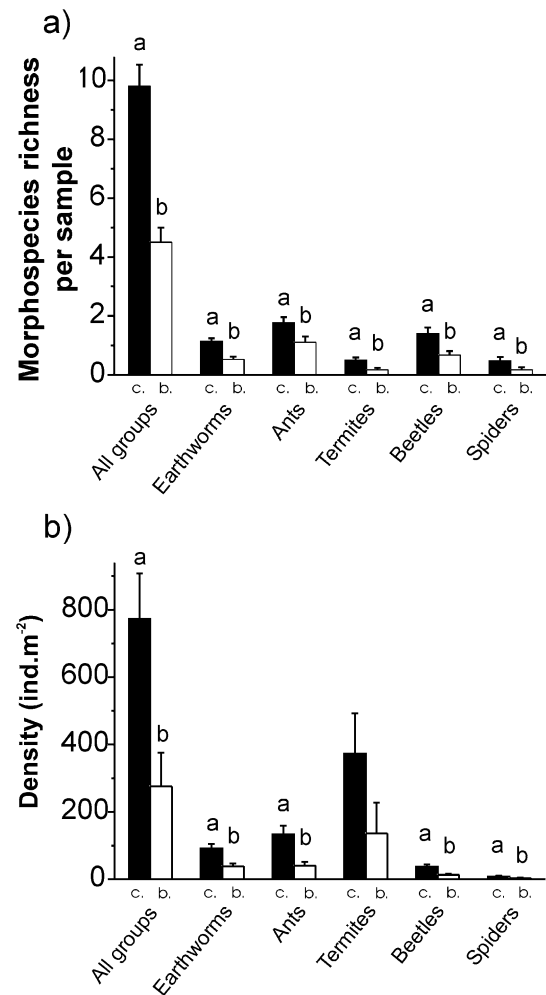 a)
Morphospecies richness
per sample
10
8
6
4
2
0
a
b
a
b
a
b
a
b
a
b
a
b
c. b. c. b. c. b. c. b. c. b. c. b.
All groups
Earthworms
Ants
Termites
Beetles
Spiders
b)
Density (ind.m-2)
800
600
400
200
0
a
b
a
b
a
b
a
b
a
b
c. b. c. b. c. b. c. b. c. b. c. b.
All groups
Earthworms
Ants
Termites
Beetles
Spiders